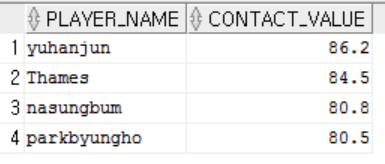 PLAYER_NAME CONTACT_VALUE
1 yuhanjun 86.2
2 Thames 84.5
3 nasungbum 80.8
4 parkbyungho 80.5